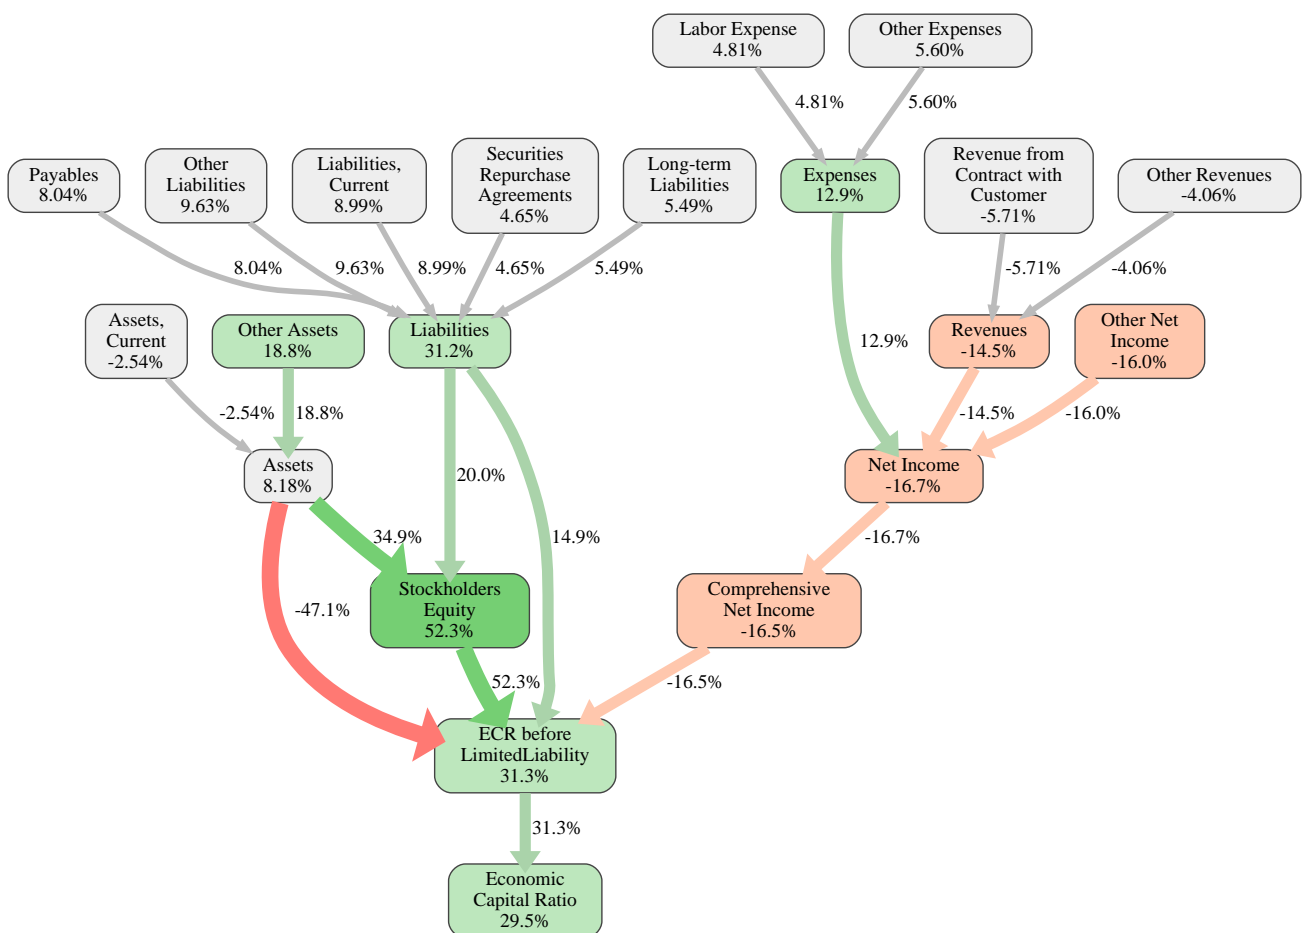 Labor Expense
4.81%
Other Expenses
5.60%
4.81%
5.60%
Payables
8.04%
Other
Liabilities
9.63%
Liabilities,
Current
8.99%
Securities
Repurchase
Agreements
4.65%
Long-term
Liabilities
5.49%
Expenses
12.9%
Revenue from
Contract with
Customer
-5.71%
Other Revenues
-4.06%
8.04%
9.63%
8.99%
4.65%
5.49%
-5.71%
-4.06%
Assets,
Current
-2.54%
Other Assets
18.8%
Liabilities
31.2%
12.9%
Revenues
-14.5%
Other Net
Income
-16.0%
-2.54%
18.8%
-14.5%
-16.0%
Assets
8.18%
20.0%
Net Income
-16.7%
34.9%
14.9%
-16.7%
-47.1%
Stockholders
Equity
52.3%
Comprehensive
Net Income
-16.5%
52.3%
-16.5%
ECR before
LimitedLiability
31.3%
31.3%
Economic
Capital Ratio
29.5%